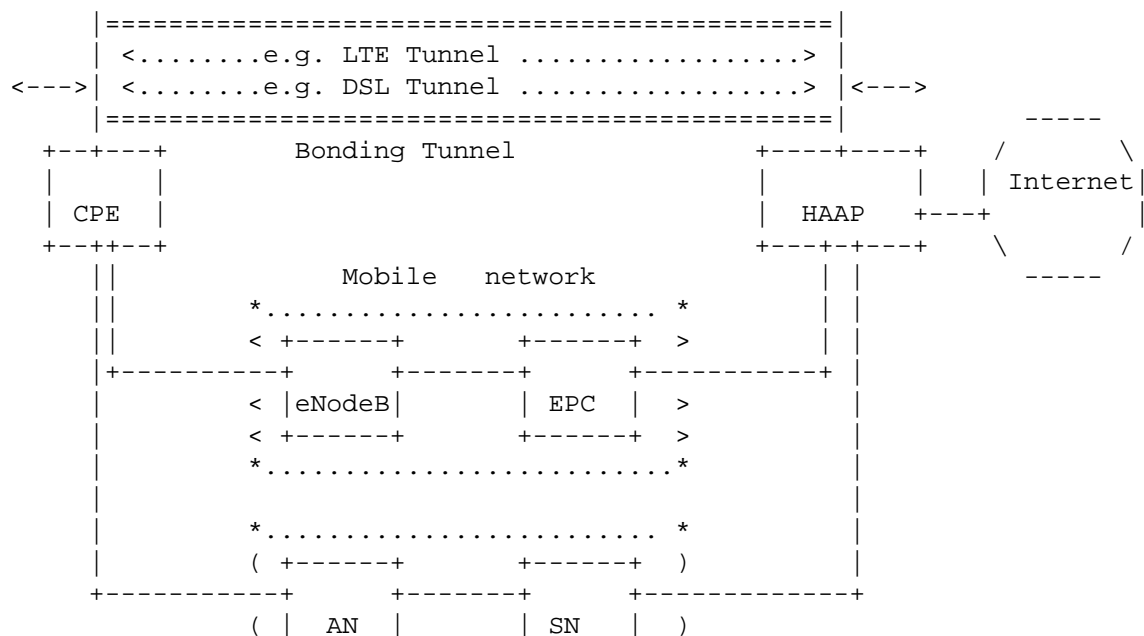 <........e.g. LTE Tunnel ...................>
<---> <........e.g. DSL Tunnel ...................> <--->
Bonding Tunnel
Internet
CPE HAAP
Mobile network
eNodeB EPC
AN SN